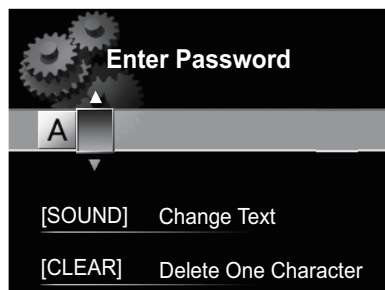 Enter Password
A
[SOUND] Change Text
[CLEAR] Delete One Character